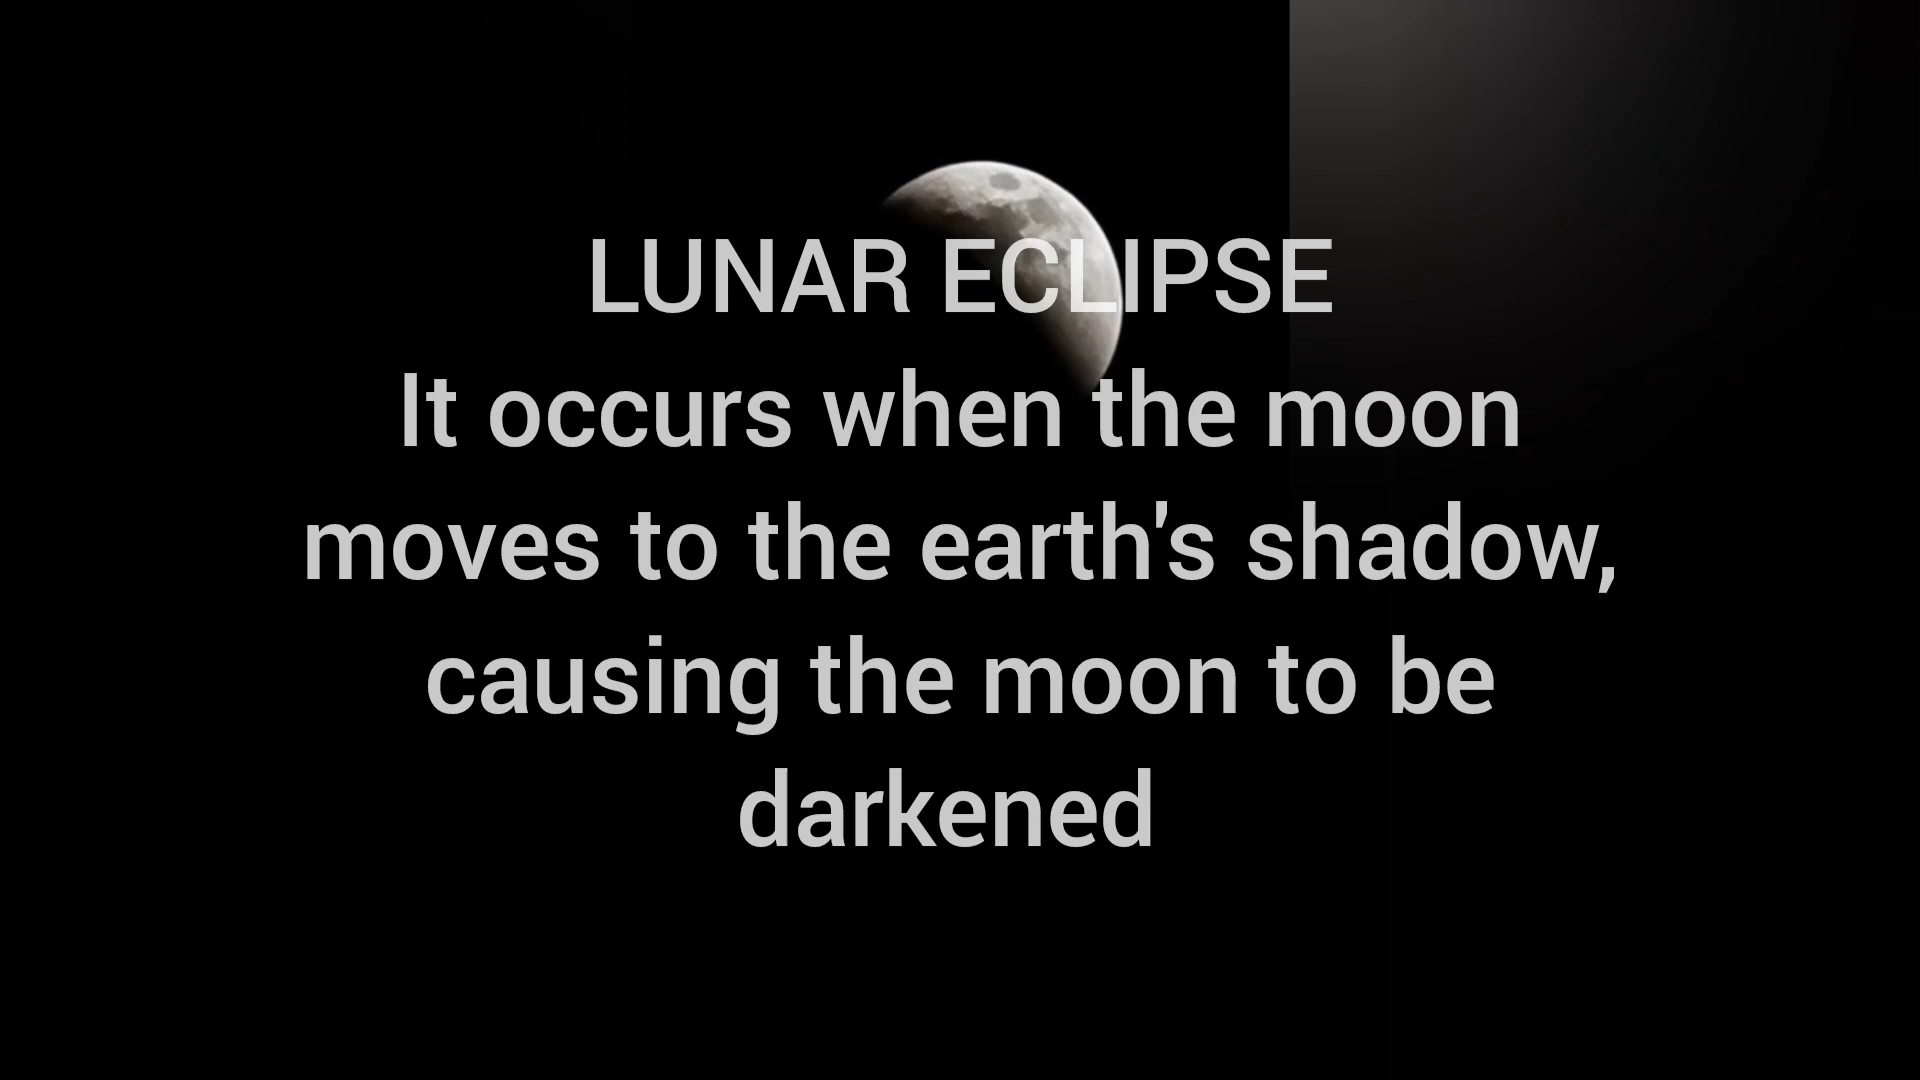 LUNAR ECLIPSE
It occurs when the moon
moves to the earth's shadow,
causing the moon to be
darkened